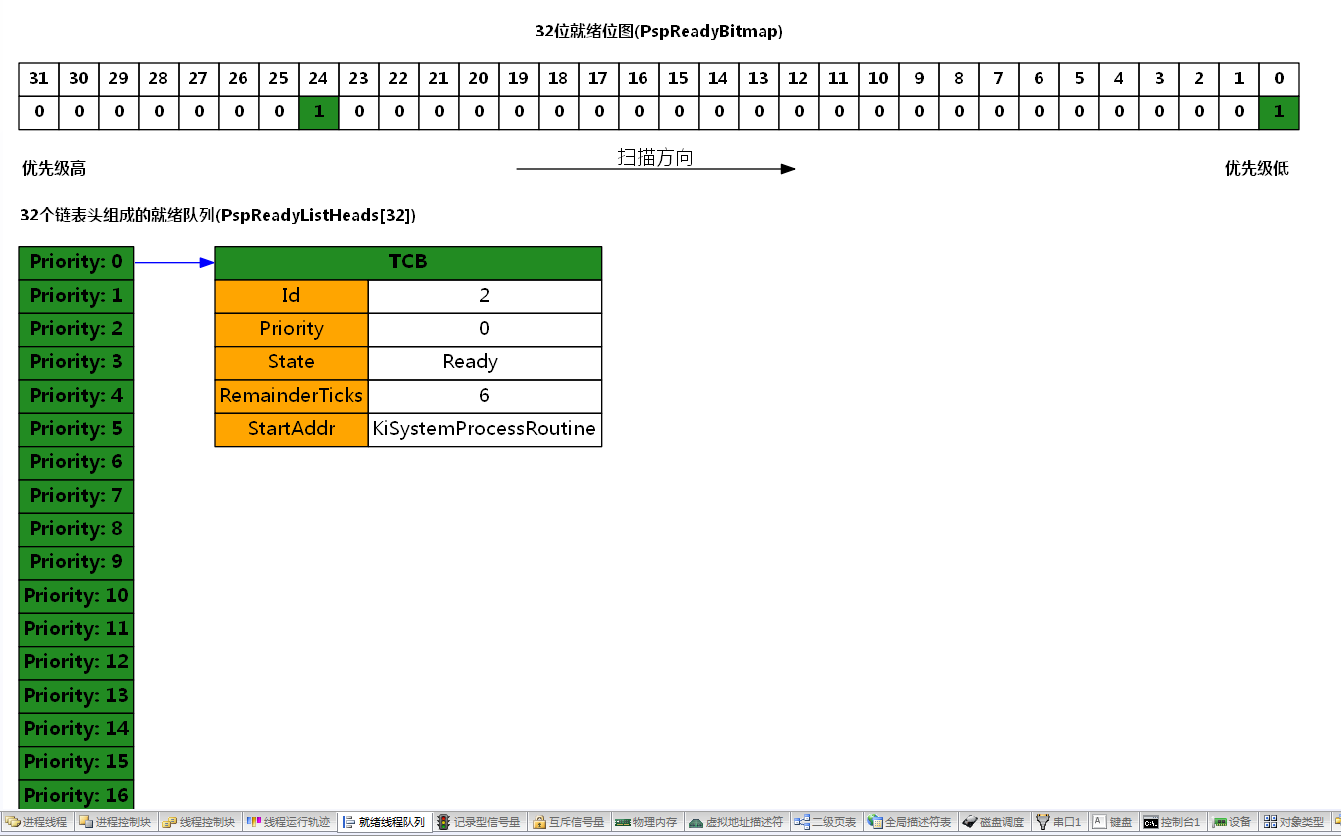 32位就绪位图(PspReadyBitmap)
31 30 29 28 27 26 25 24 23 22 21 20 19 18 17 16 15 14 13 12 11 10 9 8 7 6 5 4 3 2 1 0
0 0 0 0 0 0 0 1 0 0 0 0 0 0 0 0 0 0 0 0 0 0 0 0 0 0 0 0 0 0 0 1
优先级高 扫描方向 优先级低
32个链表头组成的就绪队列(PspReadyListHeads[32])
Priority: 0 TCB
Priority: 1 Id 2
Priority: 2 Priority 0
Priority: 3 State Ready
Priority: 4 RemainderTicks 6
Priority: 5 StartAddr KiSystemProcessRoutine
Priority: 6
Priority: 7
Priority: 8
Priority: 9
Priority: 10
Priority: 11
Priority: 12
Priority: 13
Priority: 14
Priority: 15
Priority: 16
进程线程 进程控制块 线程控制块 线程运行轨迹 就绪线程队列 记录型信号量 互斥信号量 物理内存 虚拟地址描述符 二级页表 全局描述符表 磁盘调度 串口1 键盘 控制台1 设备 对象类型